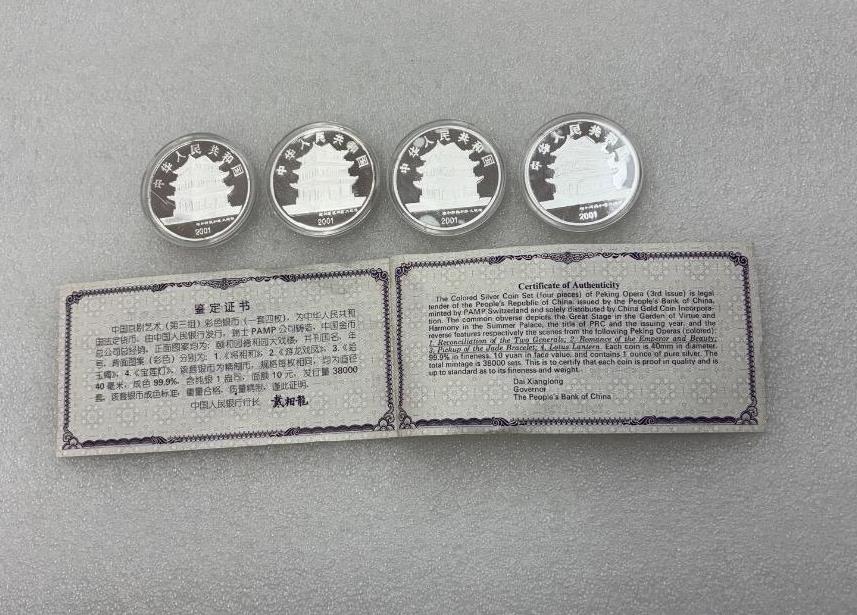 中华人民共和国
2001
中华人民共和国
2001
中华人民共和国
2001
中华人民共和国
2001
鉴定证书
中国京剧艺术（第三组）彩色银币（一套四枚），为中华人民共和
国法定货币，由中国人民银行发行，瑞士PAMP公司铸造，中国金币
总公司总经销。正面图案均为：颐和园德和园大戏楼，并刊国名、年
号，背面图案（彩色）分别为：1.《将相和》，2.《游龙戏凤》，3.《拾
玉镯》，4.《宝莲灯》。该套银币为精制币，规格每枚相同，均为直径
40毫米，成色99.9%，含纯银1盎司，面额10元，发行量38000
套。该套银币成色标准，重量合格，质量精制，谨此证明。
中国人民银行行长 戴相龙
Certificate of Authenticity
The Colored Silver Coin Set (four pieces) of Peking Opera (3rd Issue) is legal
tender of the People's Republic of China, issued by the People's Bank of China,
minted by PAMP Switzerland and solely distributed by China Gold Coin Incorpora-
tion. The common obverse depicts the Great Stage in the Garden of Virtue and
Harmony in the Summer Palace, the title of PRC and the issuing year, and the
reverse features respectively the scenes from the following Peking Operas (colored):
1. Reconciliation of the Two Generals; 2. Romance of the Emperor and Beauty;
3. Pickup of the Jade Bracelet; 4. Lotus Lantern. Each coin is 40mm in diameter,
99.9% in fineness, 10 yuan in face value, and contains 1 ounce of pure silver. The
total mintage is 38000 sets. This is to certify that each coin is proof in quality and is
up to standard as to its fineness and weight.
Dai Xianglong
Governor
The People's Bank of China